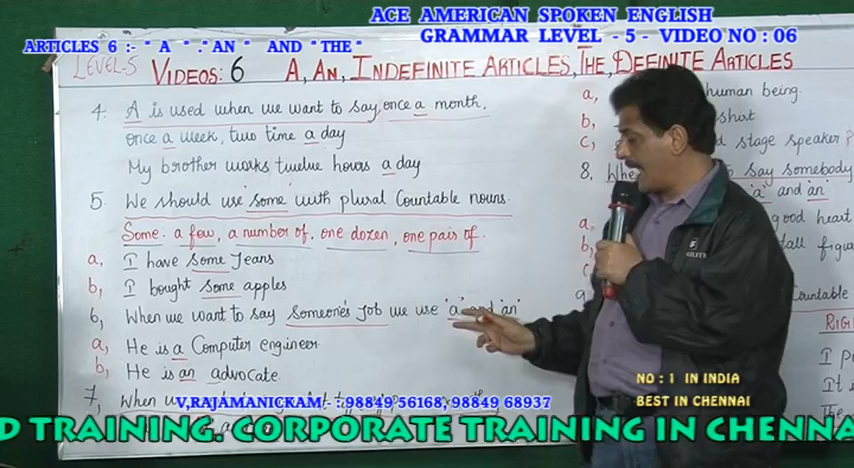 ACE AMERICAN SPOKEN ENGLISH
ARTICLES 6 :- " A " ." AN " AND " THE "
GRAMMAR LEVEL - 5 - VIDEO NO : 06
LEVEL-5 VIDEOS: 6 A, AN, INDEFINITE ARTICLES, THE, DEFINITE ARTICLES
4. A is used when we want to say, once a month,
once a week, two time a day
My brother works twelve hours a day
5. We should use 'some' with plural Countable nouns.
Some. a few, a number of, one dozen, one pair of.
a, I have some Jeans
b, I bought some apples
6, When we want to say someone's job we use "a" and "an"
a, He is a Computer engineer
b, He is an advocate
7, When
a, human being.
b, shirt
c, stage speaker
8. to say somebody
"a" and "an"
a. good heart
b, tall
c,
9 Countable
I
It i
The
NO : 1 IN INDIA
BEST IN CHENNAI
V,RAJAMANICKAM,- :-98849 56168, 98849 68937
D TRAINING. CORPORATE TRAINING IN CHENNA